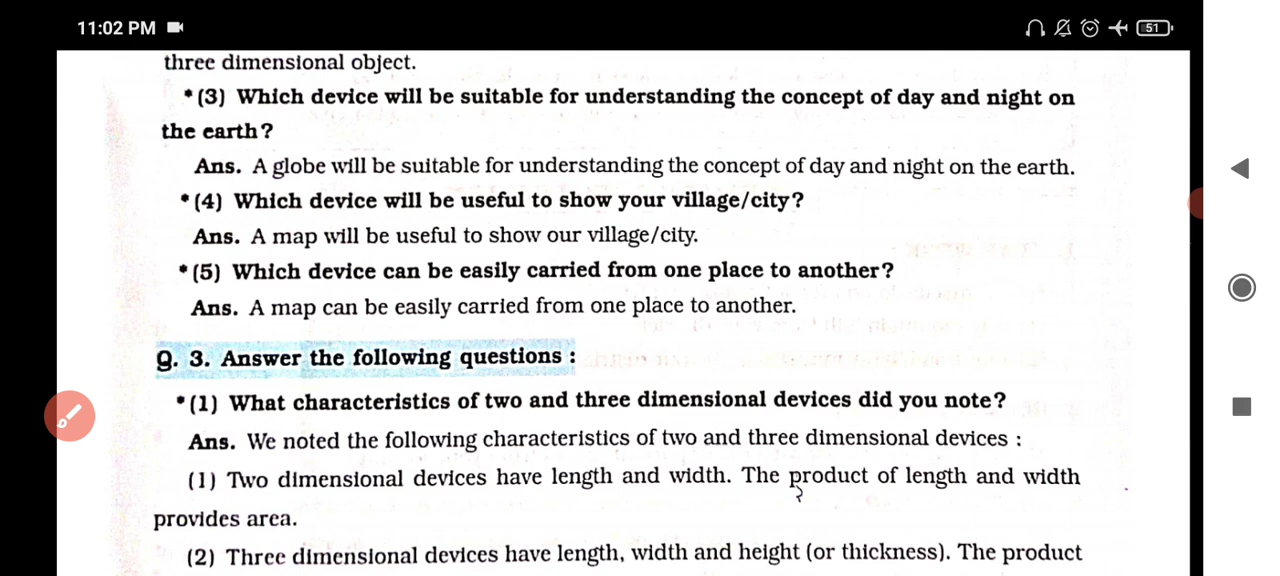 11:02 PM
51
three dimensional object.
*(3) Which device will be suitable for understanding the concept of day and night on
the earth?
Ans. A globe will be suitable for understanding the concept of day and night on the earth.
*(4) Which device will be useful to show your village/city?
Ans. A map will be useful to show our village/city.
*(5) Which device can be easily carried from one place to another?
Ans. A map can be easily carried from one place to another.
Q. 3. Answer the following questions :
*(1) What characteristics of two and three dimensional devices did you note?
Ans. We noted the following characteristics of two and three dimensional devices :
(1) Two dimensional devices have length and width. The product of length and width
provides area.
(2) Three dimensional devices have length, width and height (or thickness). The product